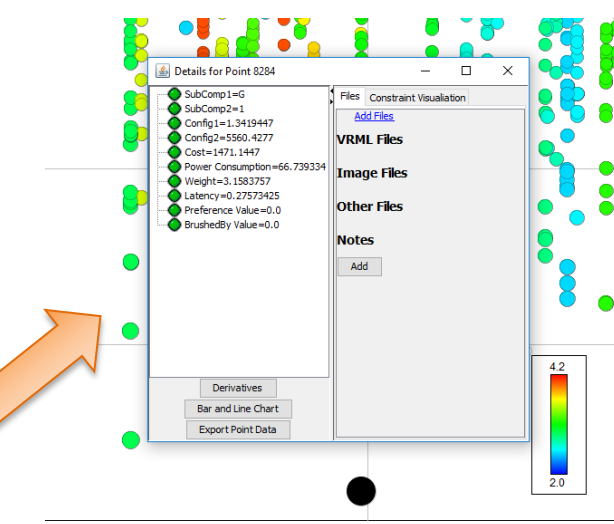 Details for Point 8284
SubComp1=G
SubComp2=1
Config1=1.3419447
Config2=5560.4277
Cost=1471.1447
Power Consumption=66.739334
Weight=3.1583757
Latency=0.27573425
Preference Value=0.0
BrushedBy Value=0.0
Derivatives
Bar and Line Chart
Export Point Data
Files
Constraint Visualiation
Add Files
VRML Files
Image Files
Other Files
Notes
Add
4.2
2.0